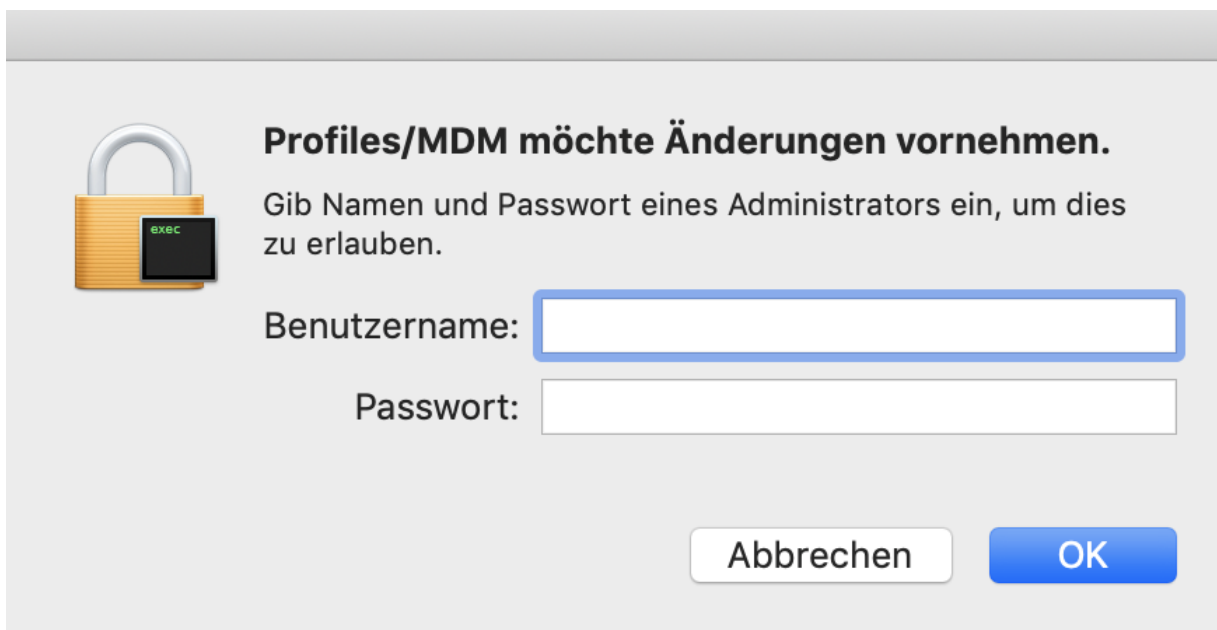 Profiles/MDM möchte Änderungen vornehmen.
Gib Namen und Passwort eines Administrators ein, um dies
zu erlauben.
exec
Benutzername:
Passwort:
Abbrechen OK